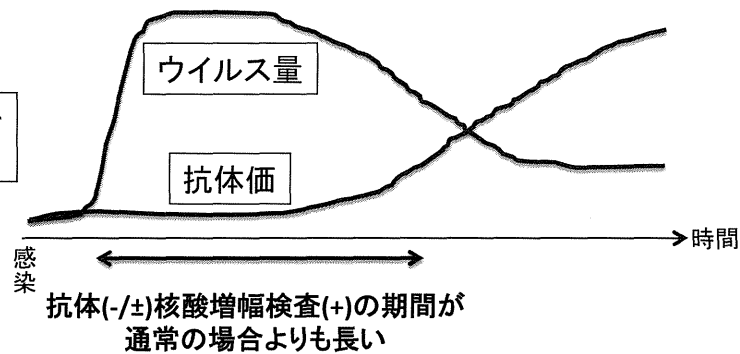 ウイルス量
抗体価
時間
感染
抗体(-/±)核酸増幅検査(+)の期間が
通常の場合よりも長い